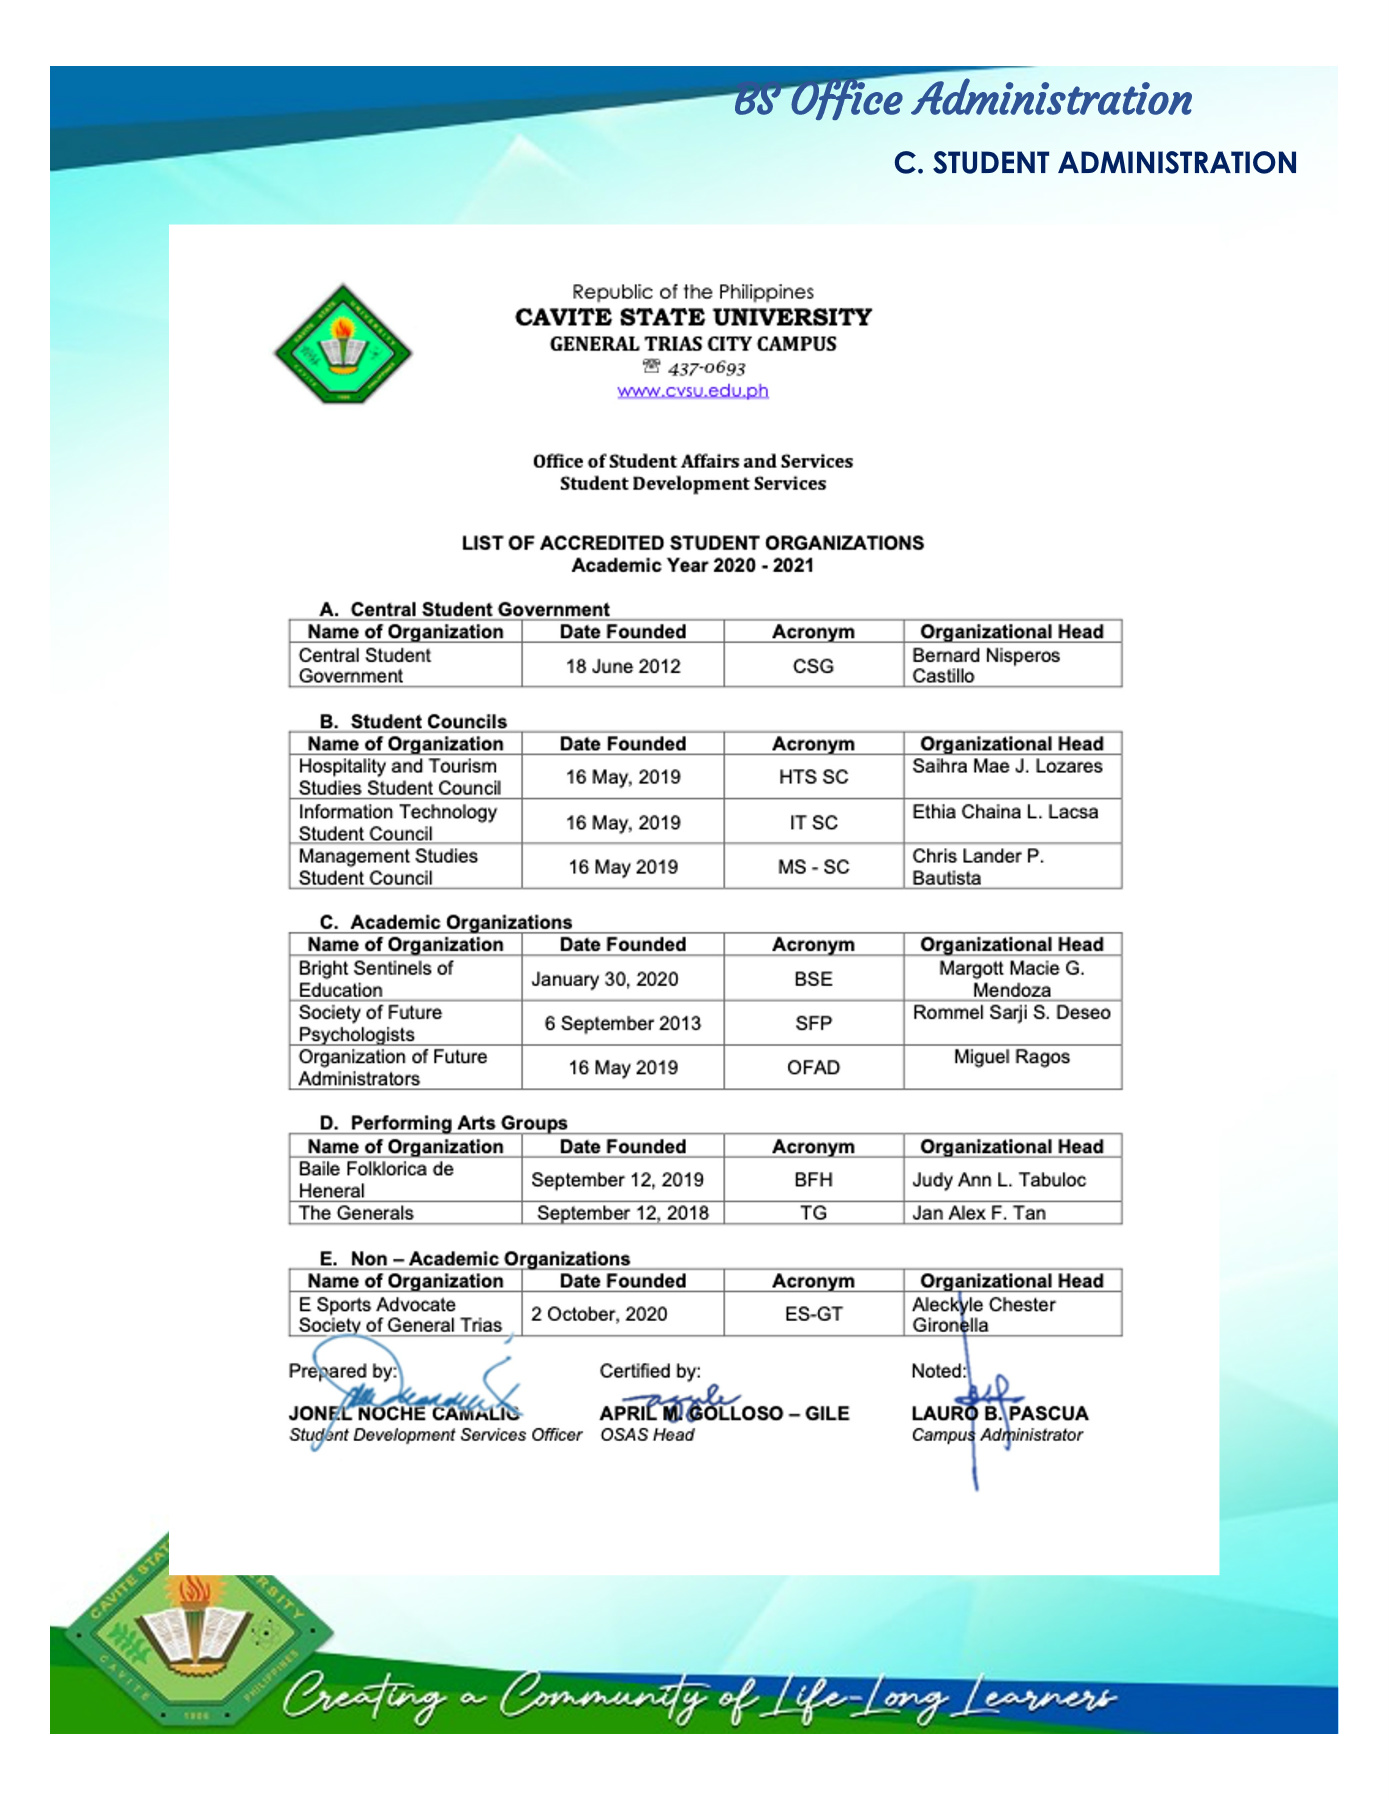 BS Office Administration
C. STUDENT ADMINISTRATION
Republic of the Philippines
CAVITE STATE UNIVERSITY
GENERAL TRIAS CITY CAMPUS
☏ 437-0693
www.cvsu.edu.ph
Office of Student Affairs and Services
Student Development Services
LIST OF ACCREDITED STUDENT ORGANIZATIONS
Academic Year 2020 - 2021
A. Central Student Government
Name of Organization Date Founded Acronym Organizational Head
Central Student Government 18 June 2012 CSG Bernard Nisperos Castillo
B. Student Councils
Name of Organization Date Founded Acronym Organizational Head
Hospitality and Tourism Studies Student Council 16 May, 2019 HTS SC Saihra Mae J. Lozares
Information Technology Student Council 16 May, 2019 IT SC Ethia Chaina L. Lacsa
Management Studies Student Council 16 May 2019 MS - SC Chris Lander P. Bautista
C. Academic Organizations
Name of Organization Date Founded Acronym Organizational Head
Bright Sentinels of Education January 30, 2020 BSE Margott Macie G. Mendoza
Society of Future Psychologists 6 September 2013 SFP Rommel Sarji S. Deseo
Organization of Future Administrators 16 May 2019 OFAD Miguel Ragos
D. Performing Arts Groups
Name of Organization Date Founded Acronym Organizational Head
Baile Folklorica de Heneral September 12, 2019 BFH Judy Ann L. Tabuloc
The Generals September 12, 2018 TG Jan Alex F. Tan
E. Non – Academic Organizations
Name of Organization Date Founded Acronym Organizational Head
E Sports Advocate Society of General Trias 2 October, 2020 ES-GT Aleckyle Chester Gironella
Prepared by: Certified by: Noted:
JONEL NOCHE CAMALIG APRIL M. GOLLOSO – GILE LAURO B. PASCUA
Student Development Services Officer OSAS Head Campus Administrator
CAVITE STATE
CAVITE
PHILIPPINES
1906
Creating a Community of Life-Long Learners